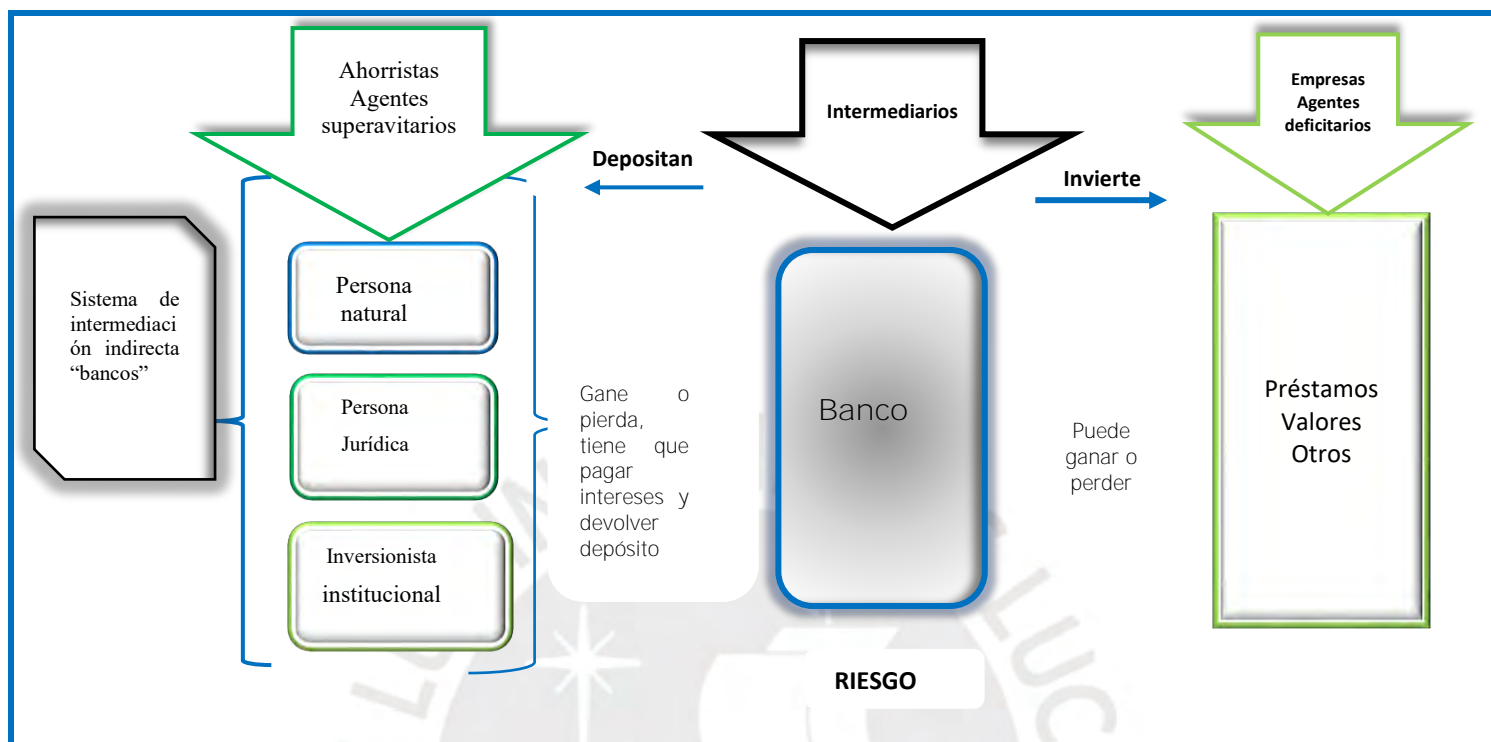 Ahorristas
Agentes
superavitarios
Intermediarios
Empresas
Agentes
deficitarios
Depositan
Invierte
Sistema de
intermediaci
ón indirecta
“bancos”
Persona
natural
Persona
Jurídica
Inversionista
institucional
Gane o
pierda,
tiene que
pagar
intereses y
devolver
depósito
Banco
Puede
ganar o
perder
Préstamos
Valores
Otros
RIESGO